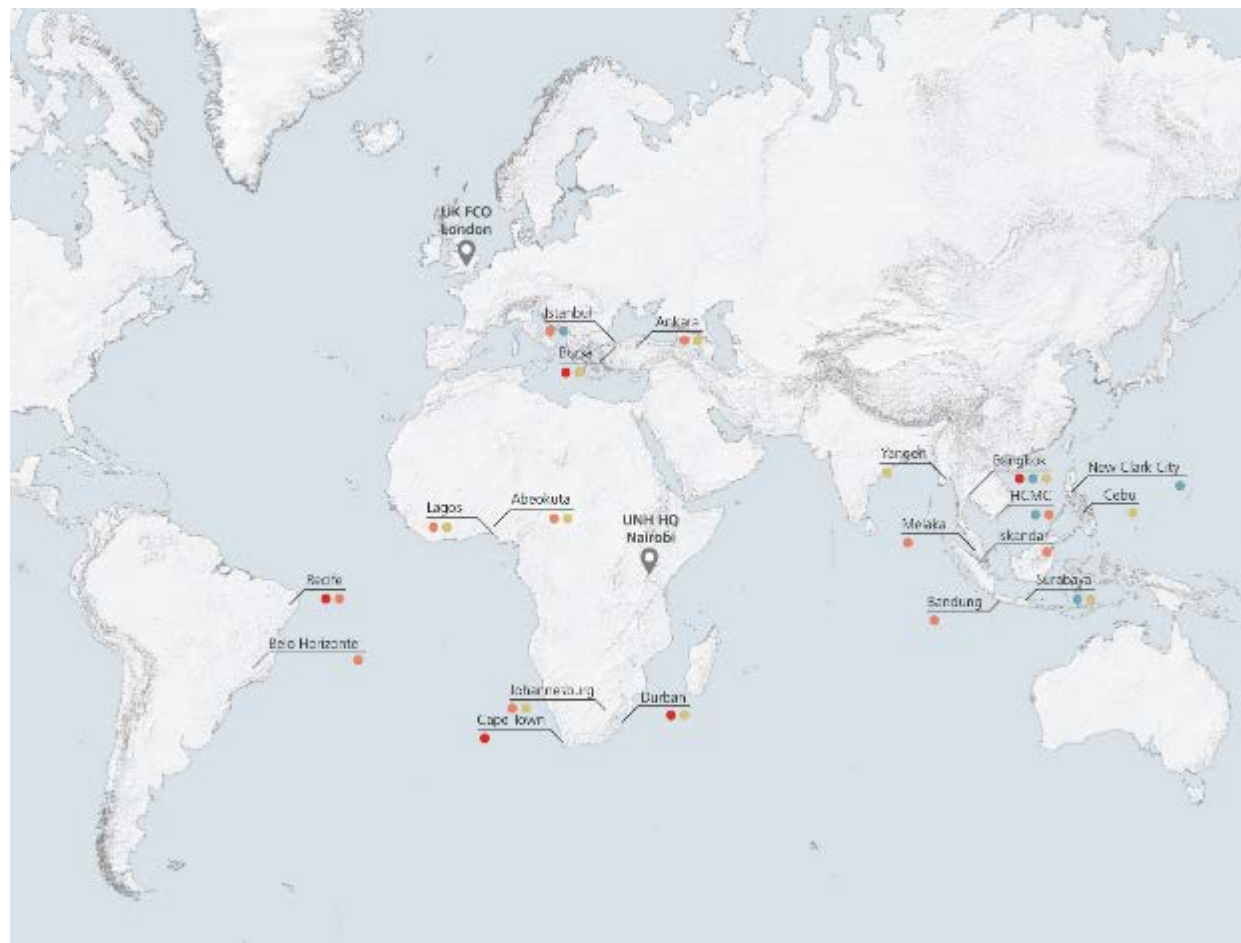 UK FCO
London
Istanbul
Ankara
Bursa
Yangon
Bangkok
New Clark City
HCMC
Cebu
Melaka
Iskandar
Lagos
Abeokuta
UNH HQ
Nairobi
Surabaya
Bandung
Recife
Belo Horizonte
Johannesburg
Durban
Cape Town